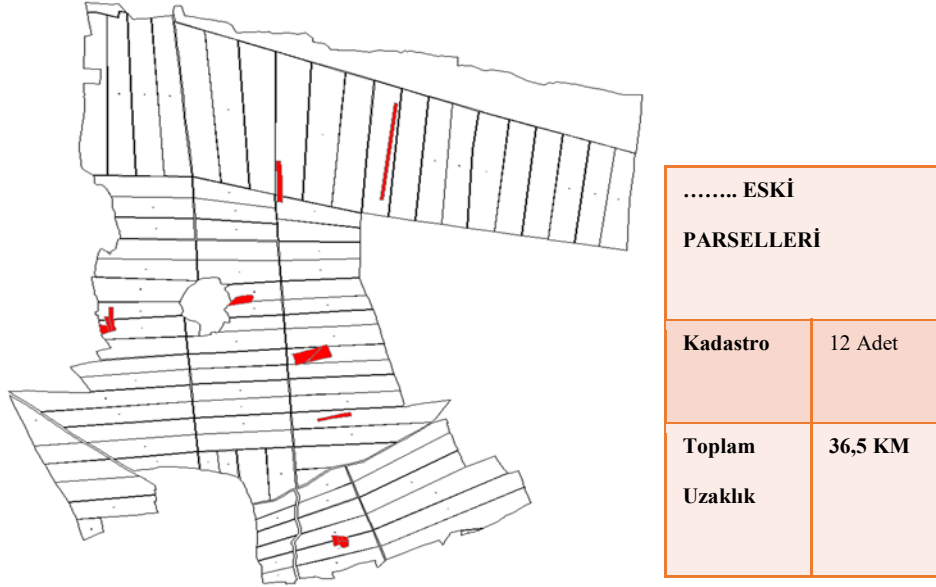 …….. ESKİ
PARSELLERİ
Kadastro 12 Adet
Toplam 36,5 KM
Uzaklık